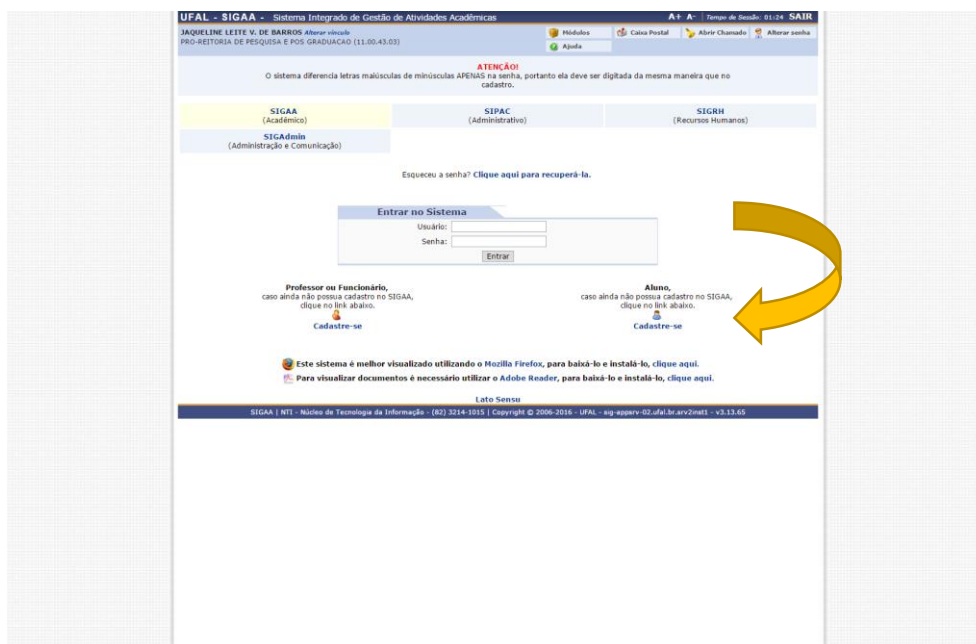 UFAL - SIGAA - Sistema Integrado de Gestão de Atividades Acadêmicas
A+ A- Tempo de Sessão: 01:24 SAIR
JAQUELINE LEITE V. DE BARROS Alterar vínculo
PRO-REITORIA DE PESQUISA E POS GRADUACAO (11.00.43.03)
Módulos Caixa Postal Abrir Chamado Alterar senha
Ajuda
ATENÇÃO!
O sistema diferencia letras maiúsculas de minúsculas APENAS na senha, portanto ela deve ser digitada da mesma maneira que no
cadastro.
SIGAA
(Acadêmico)
SIPAC
(Administrativo)
SIGRH
(Recursos Humanos)
SIGAdmin
(Administração e Comunicação)
Esqueceu a senha? Clique aqui para recuperá-la.
Entrar no Sistema
Usuário:
Senha:
Entrar
Professor ou Funcionário,
caso ainda não possua cadastro no SIGAA,
clique no link abaixo.
Cadastre-se
Aluno,
caso ainda não possua cadastro no SIGAA,
clique no link abaixo.
Cadastre-se
Este sistema é melhor visualizado utilizando o Mozilla Firefox, para baixá-lo e instalá-lo, clique aqui.
Para visualizar documentos é necessário utilizar o Adobe Reader, para baixá-lo e instalá-lo, clique aqui.
Lato Sensu
SIGAA | NTI - Núcleo de Tecnologia da Informação - (82) 3214-1015 | Copyright © 2006-2016 - UFAL - sig-appsrv-02.ufal.br.srv2inst1 - v3.13.65